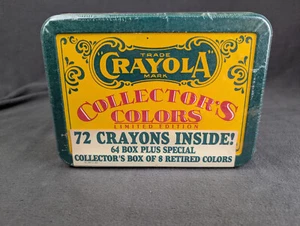 TRADE
CRAYOLA
MARK
COLLECTOR'S
COLORS
LIMITED EDITION
72 CRAYONS INSIDE!
64 BOX PLUS SPECIAL
COLLECTOR'S BOX OF 8 RETIRED COLORS